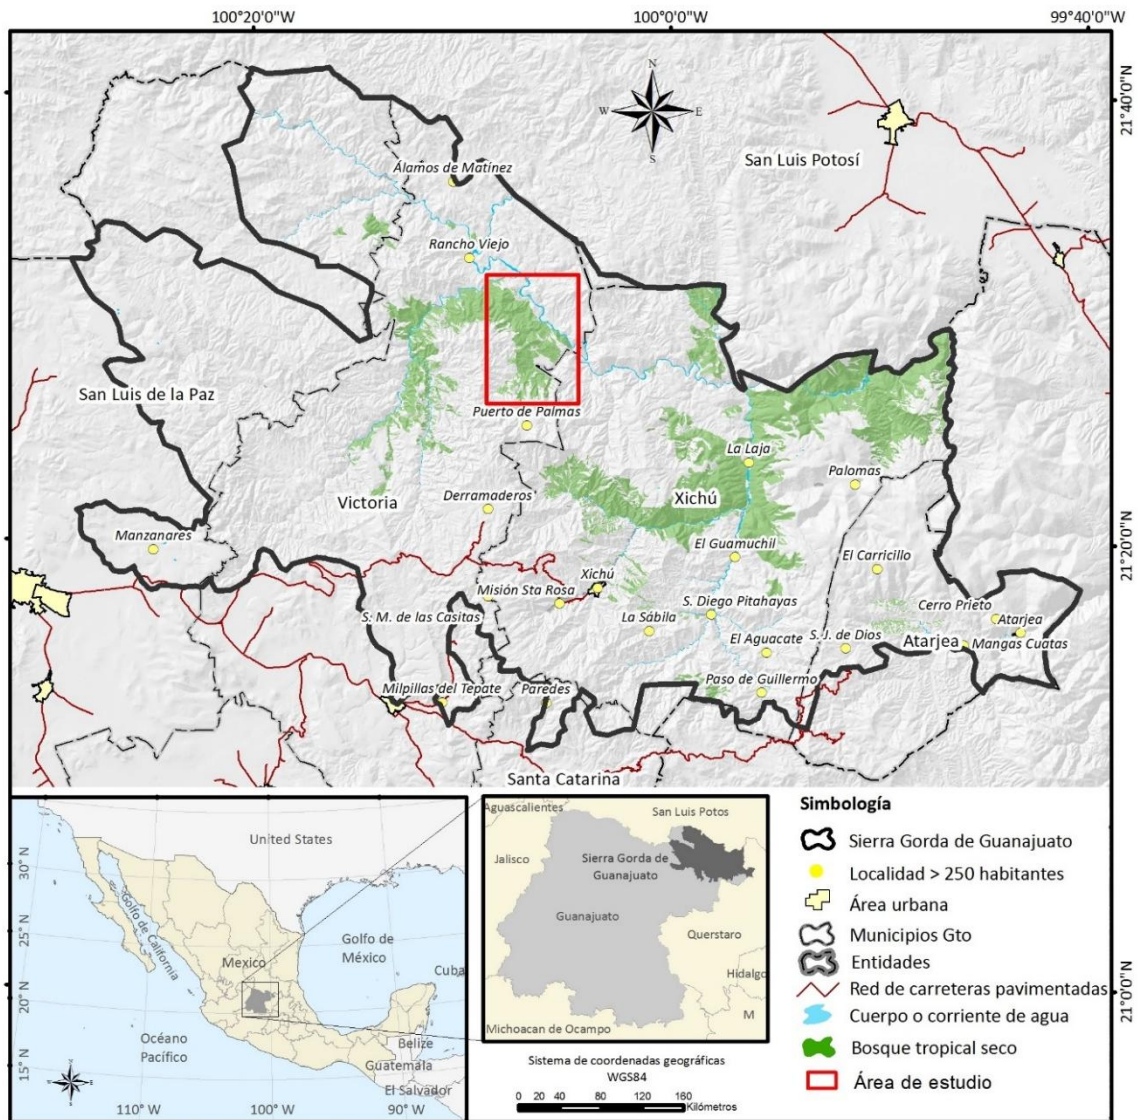 100°20'0"W
100°0'0"W
99°40'0"W
21°40'0"N
21°20'0"N
21°0'0"N
N
W
E
S
San Luis Potosí
Álamos de Matínez
Rancho Viejo
San Luis de la Paz
Puerto de Palmas
La Laja
Palomas
Victoria
Xichú
Derramaderos
Manzanares
El Guamuchil
El Carricillo
Xichú
Misión Sta Rosa
S. M. de las Casitas
La Sábila
S. Diego Pitahayas
Cerro Prieto
Atarjea
El Aguacate
S. J. de Dios
Atarjea
Mangas Cuatas
Milpillas del Tepate
Paredes
Paso de Guillermo
Santa Catarina
30° N
25° N
20° N
15° N
United States
Golfo de California
Golfo de
México
Mexico
Cuba
Océano
Pacífico
Belize
Guatemala
El Salvador
110°W
100°W
90°W
Aguascalientes
San Luis Potos
Jalisco
Sierra Gorda de
Guanajuato
Guanajuato
Querstaro
Hidalgo
M
Michoacan de Ocampo
Sistema de coordenadas geográficas
WGS84
0 20 40 80 120 160
Kilómetros
Simbología
Sierra Gorda de Guanajuato
Localidad > 250 habitantes
Área urbana
Municipios Gto
Entidades
Red de carreteras pavimentadas
Cuerpo o corriente de agua
Bosque tropical seco
Área de estudio